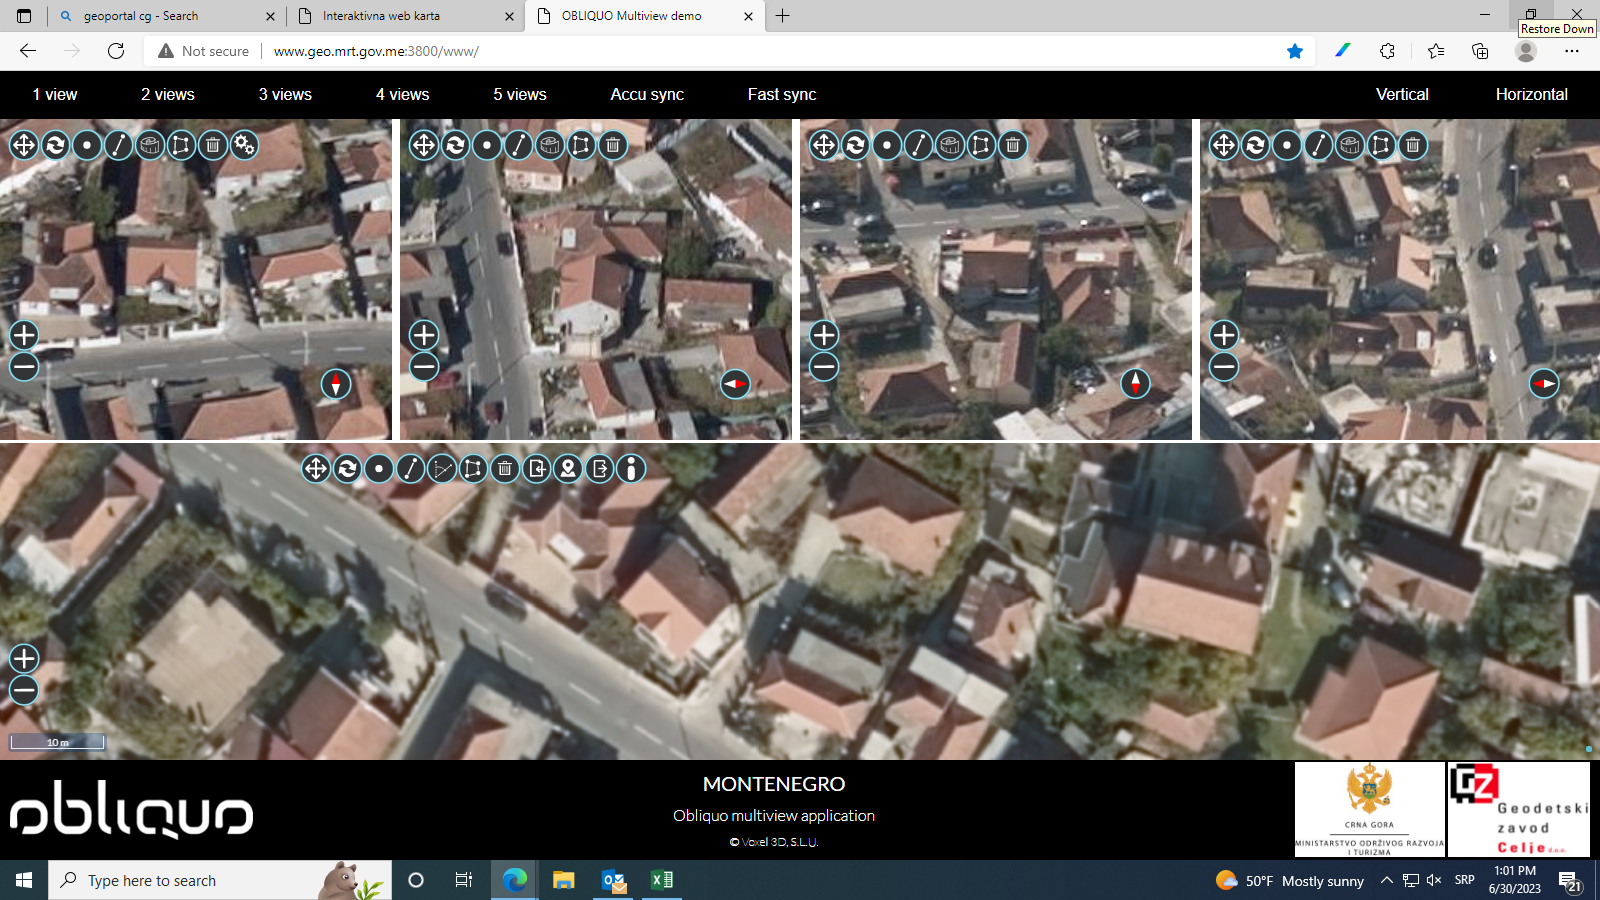 geoportal cg - Search
Interaktivna web karta
OBLIQUO Multiview demo
Restore Down
Not secure
www.geo.mrt.gov.me:3800/www/
1 view
2 views
3 views
4 views
5 views
Accu sync
Fast sync
Vertical
Horizontal
10 m
obliquo
MONTENEGRO
Obliquo multiview application
© Voxel 3D, S.L.U.
CRNA GORA
MINISTARSTVO ODRŽIVOG RAZVOJA
I TURIZMA
GZ
Geodetski
zavod
Celje d.o.o.
Type here to search
50°F Mostly sunny
SRP
1:01 PM
6/30/2023
21